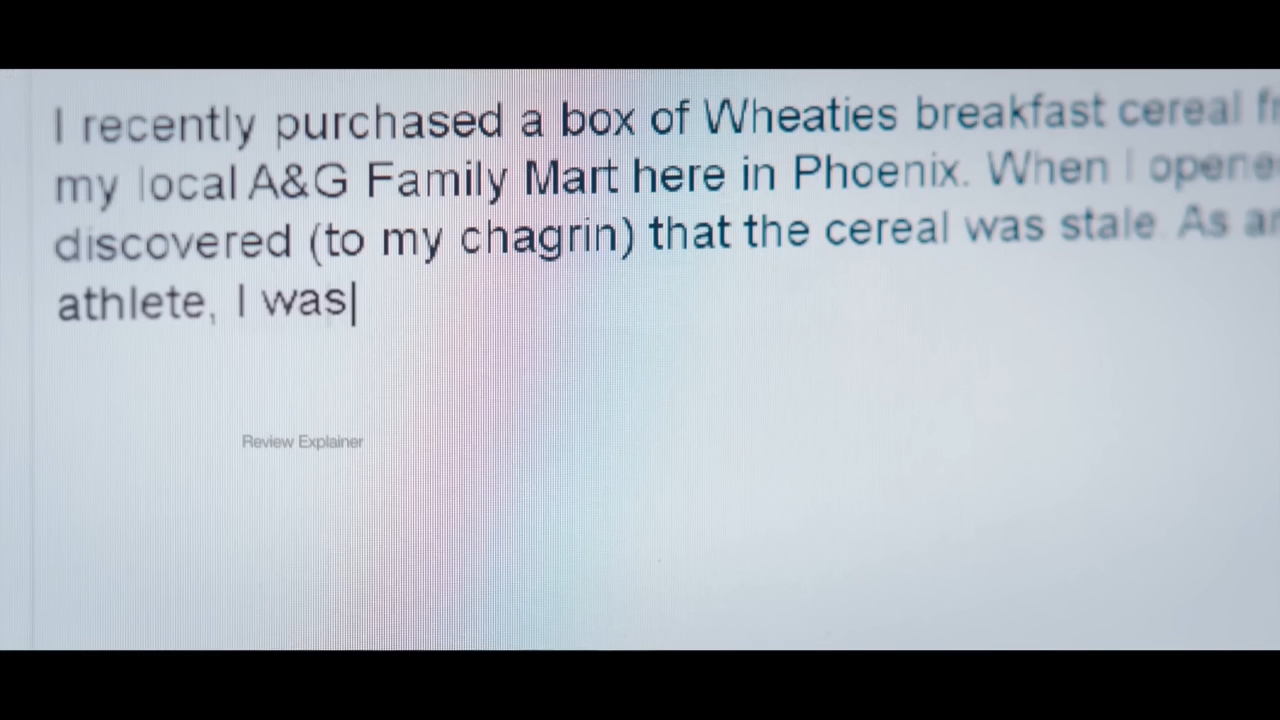 I recently purchased a box of Wheaties breakfast cereal
my local A&G Family Mart here in Phoenix. When I
discovered (to my chagrin) that the cereal was stale. As
athlete, I was
Review Explainer